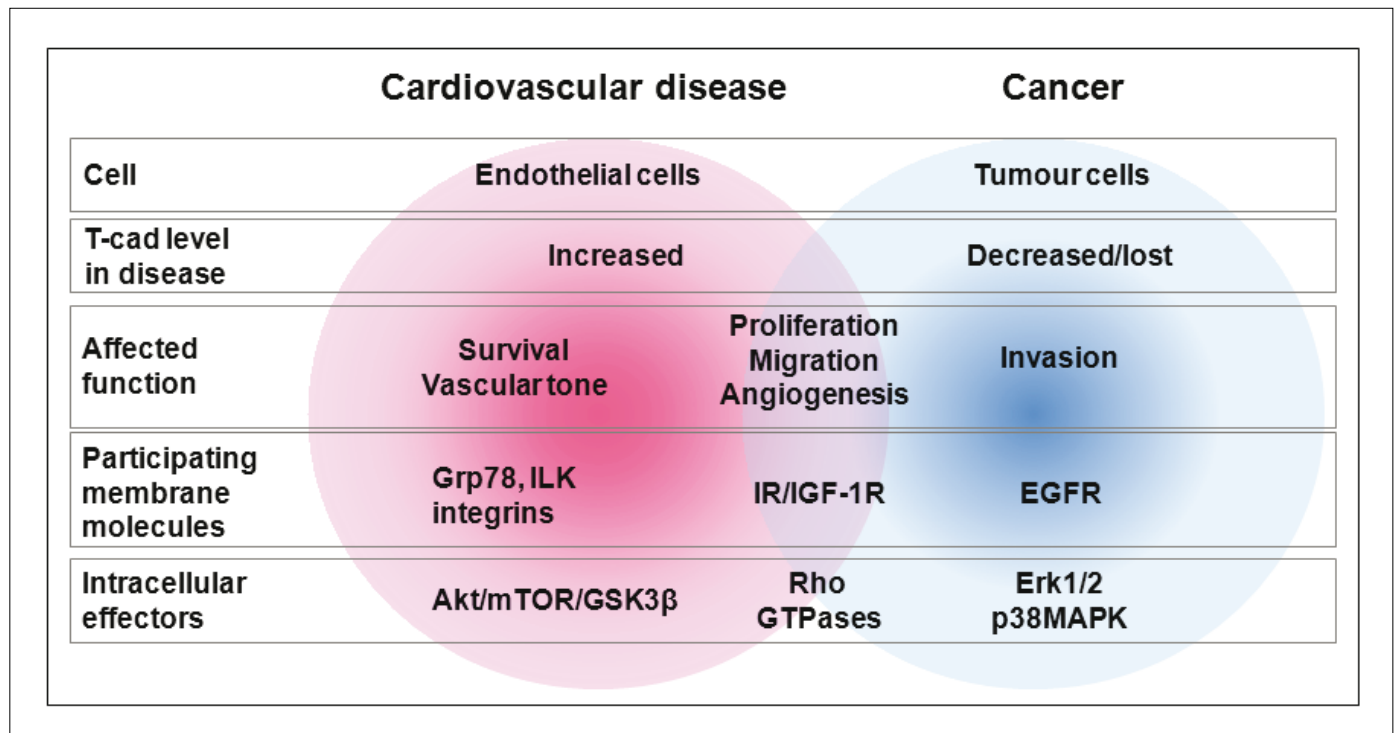 Cardiovascular disease
Cancer
Cell
Endothelial cells
Tumour cells
T-cad level
in disease
Increased
Decreased/lost
Affected
function
Survival
Vascular tone
Proliferation
Migration
Angiogenesis
Invasion
Participating
membrane
molecules
Grp78, ILK
integrins
IR/IGF-1R
EGFR
Intracellular
effectors
Akt/mTOR/GSK3β
Rho
GTPases
Erk1/2
p38MAPK